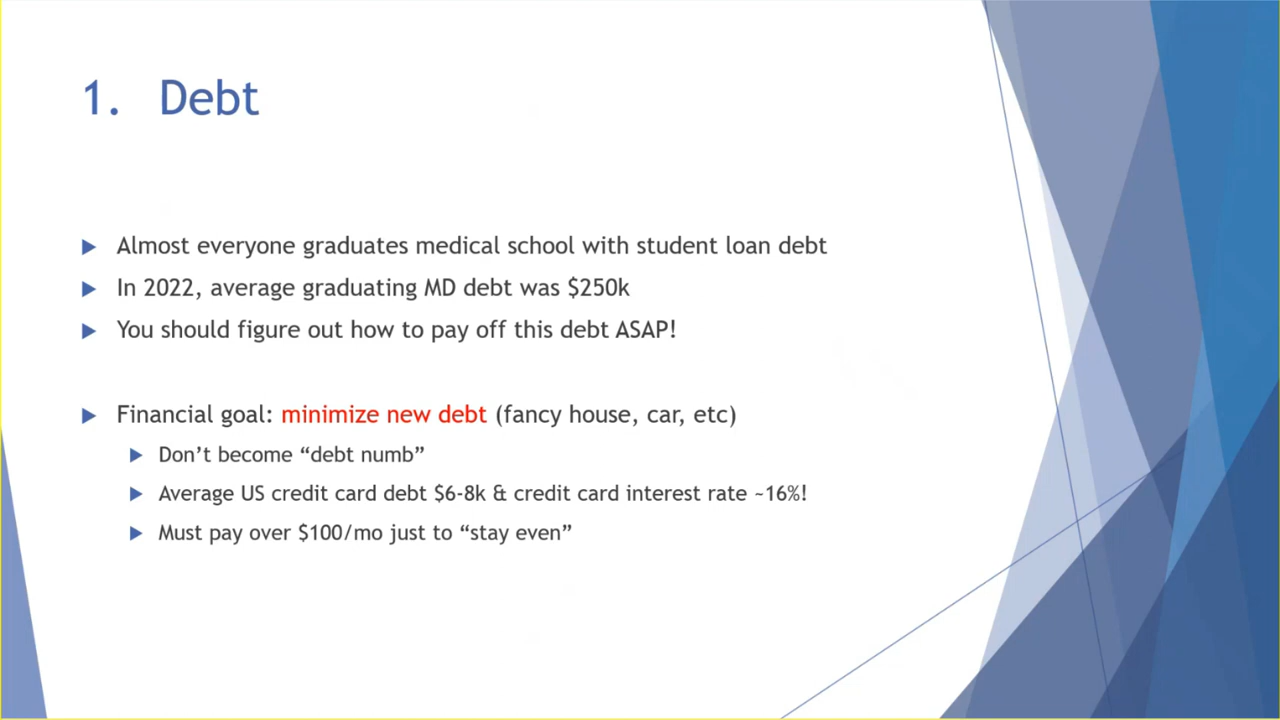 1. Debt
Almost everyone graduates medical school with student loan debt
In 2022, average graduating MD debt was $250k
You should figure out how to pay off this debt ASAP!
Financial goal: minimize new debt (fancy house, car, etc)
Don’t become “debt numb”
Average US credit card debt $6-8k & credit card interest rate ~16%!
Must pay over $100/mo just to “stay even”